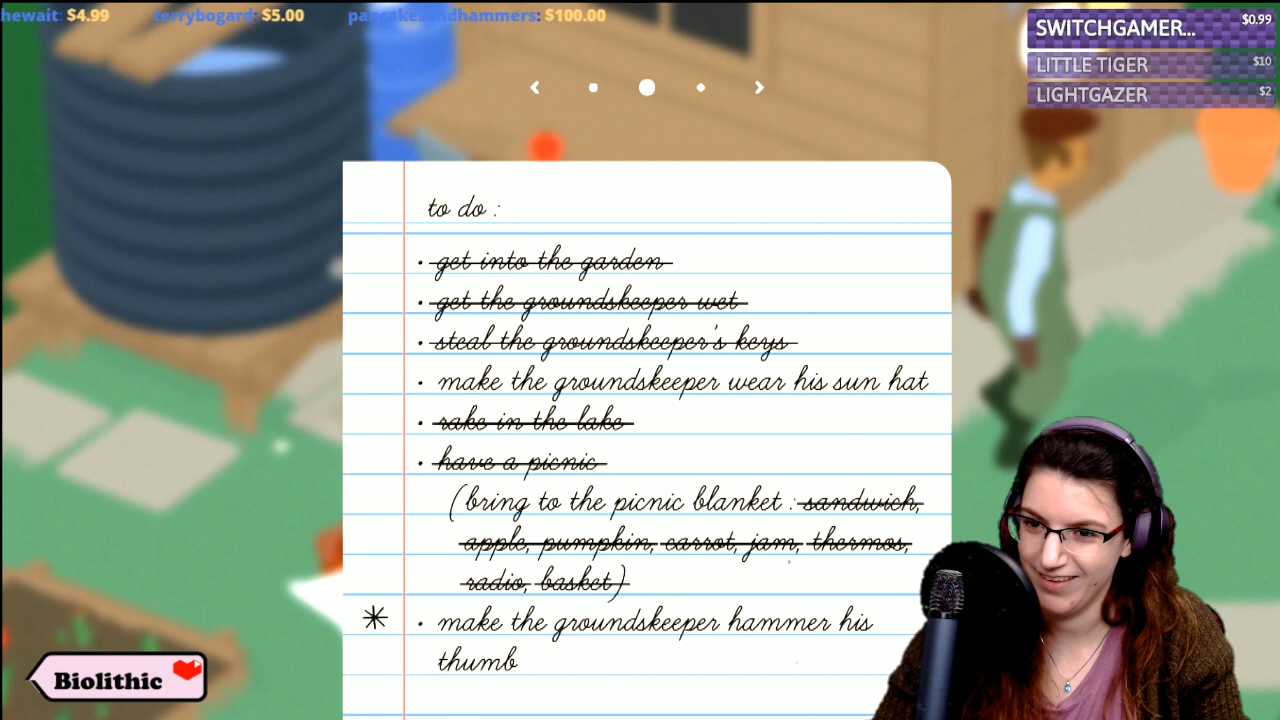 hewait: $4.99 terrybogard: $5.00 pancakesandhammers: $100.00
SWITCHGAMER... $0.99
LITTLE TIGER $10
LIGHTGAZER $2
to do :
• get into the garden
• get the groundskeeper wet
• steal the groundskeeper's keys
• make the groundskeeper wear his sun hat
• rake in the lake
• have a picnic
(bring to the picnic blanket : sandwich,
apple, pumpkin, carrot, jam, thermos,
radio, basket)
• make the groundskeeper hammer his
thumb
Biolithic